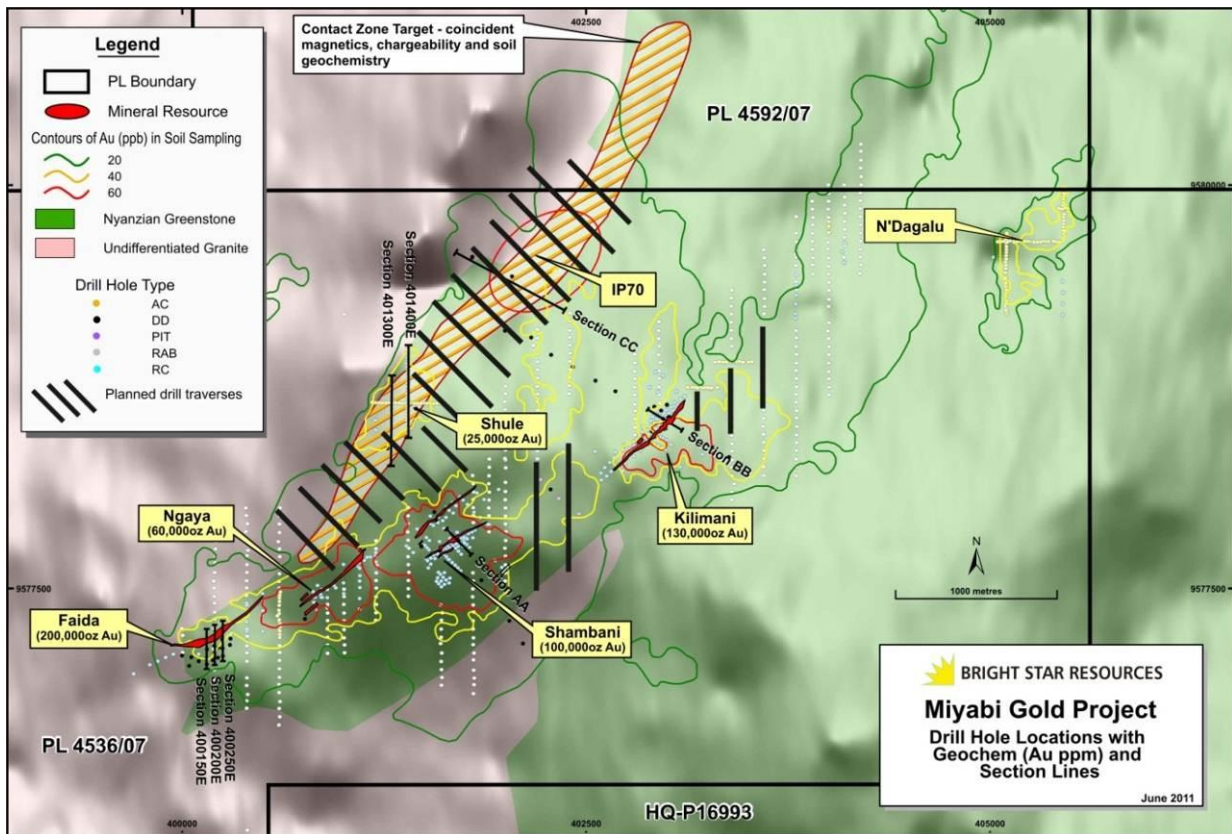 402500
405000
Legend
PL Boundary
Mineral Resource
Contours of Au (ppb) in Soil Sampling
20
40
60
Nyanzian Greenstone
Undifferentiated Granite
Drill Hole Type
AC
DD
PIT
RAB
RC
Planned drill traverses
Contact Zone Target - coincident
magnetics, chargeability and soil
geochemistry
PL 4592/07
9580000
N'Dagalu
IP70
Section 401300E
Section 401400E
Section CC
Shule
(25,000oz Au)
Section BB
Kilimani
(130,000oz Au)
Ngaya
(60,000oz Au)
Section AA
Shambani
(100,000oz Au)
Faida
(200,000oz Au)
Section 400150E
Section 400200E
Section 400250E
N
1000 metres
9577500
9577500
PL 4536/07
HQ-P16993
BRIGHT STAR RESOURCES
Miyabi Gold Project
Drill Hole Locations with
Geochem (Au ppm) and
Section Lines
June 2011
400000
402500
405000